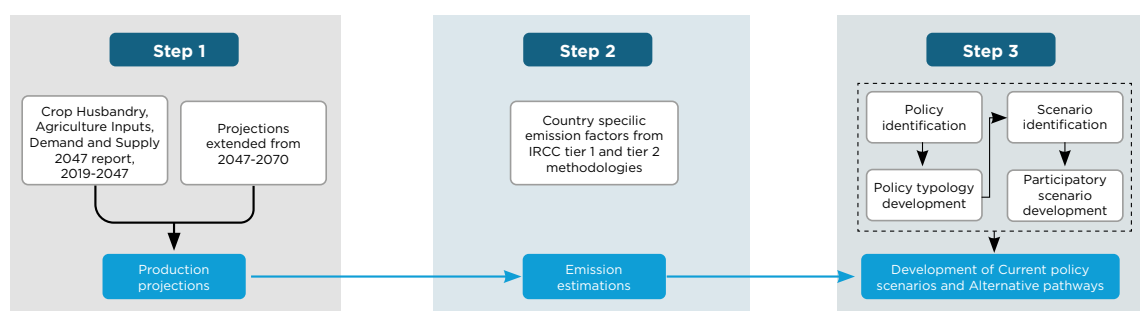 Step 1
Crop Husbandry,
Agriculture Inputs,
Demand and Supply
2047 report,
2019-2047
Projections
extended from
2047-2070
Production
projections
Step 2
Country specific
emission factors from
IRCC tier 1 and tier 2
methodologies
Emission
estimations
Step 3
Policy
identification
Policy typology
development
Scenario
identification
Participatory
scenario
development
Development of Current policy
scenarios and Alternative pathways